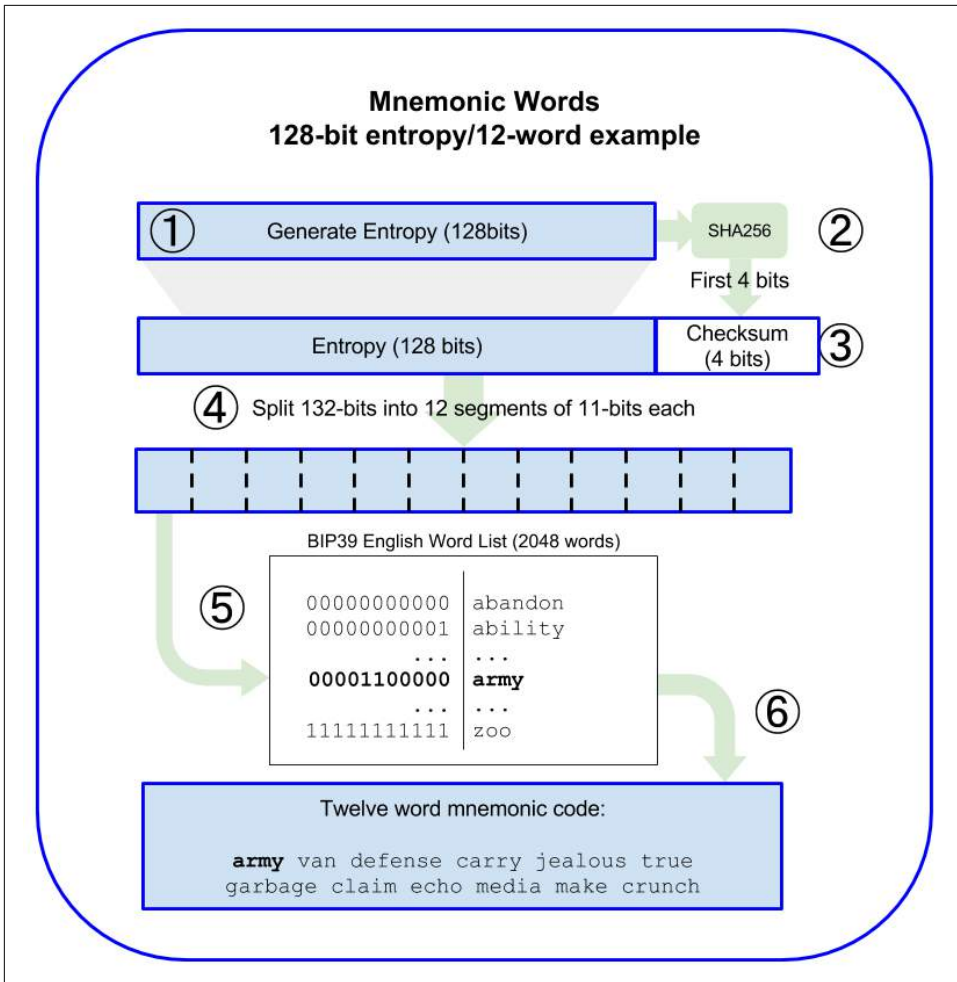 Mnemonic Words
128-bit entropy/12-word example
① Generate Entropy (128bits)
SHA256 ②
First 4 bits
Entropy (128 bits)
Checksum
(4 bits) ③
④ Split 132-bits into 12 segments of 11-bits each
BIP39 English Word List (2048 words)
⑤
00000000000 abandon
00000000001 ability
... ...
00001100000 army
... ...
11111111111 zoo
⑥
Twelve word mnemonic code:
army van defense carry jealous true
garbage claim echo media make crunch